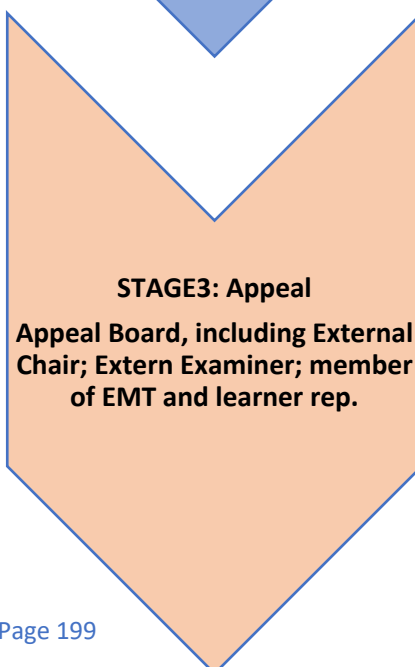 STAGE3: Appeal
Appeal Board, including External
Chair; Extern Examiner; member
of EMT and learner rep.
Page 199